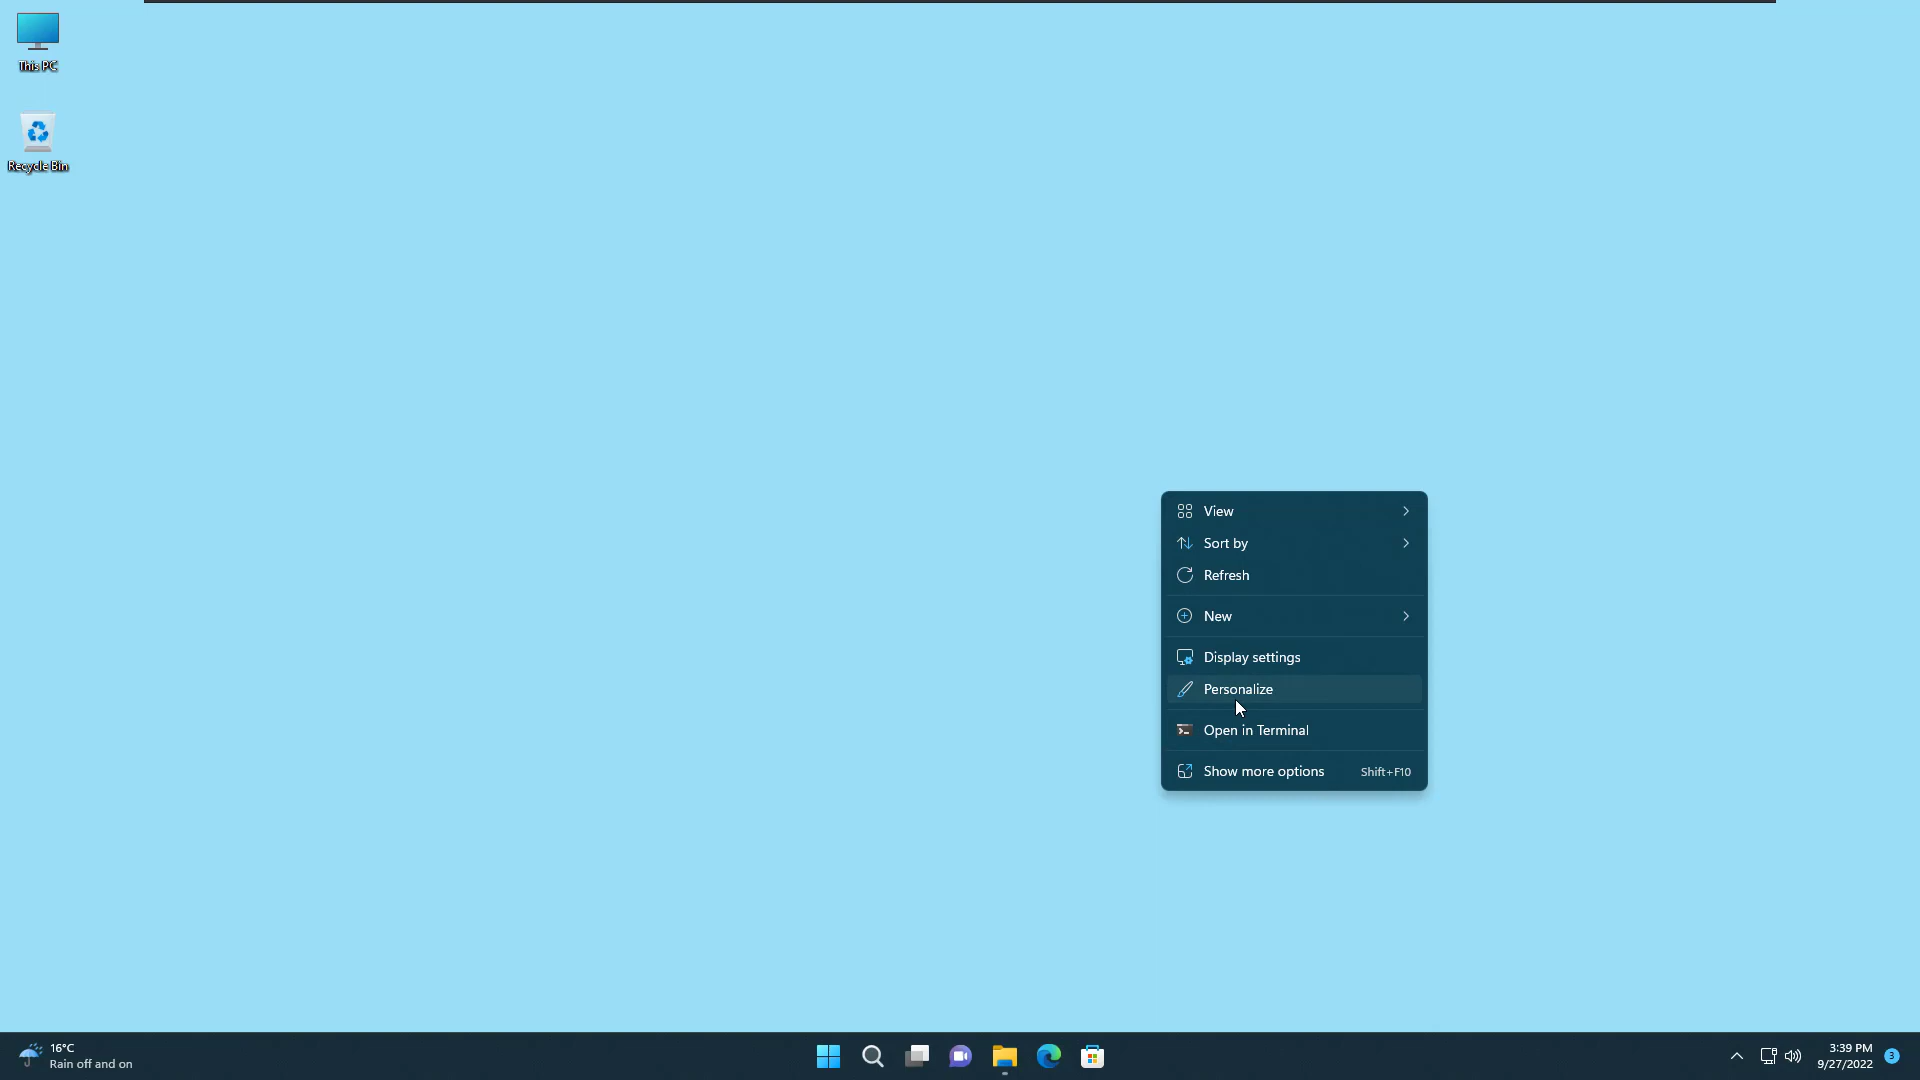 This PC
Recycle Bin
View
Sort by
Refresh
New
Display settings
Personalize
Open in Terminal
Show more options Shift+F10
16°C
Rain off and on
3:39 PM
9/27/2022
3